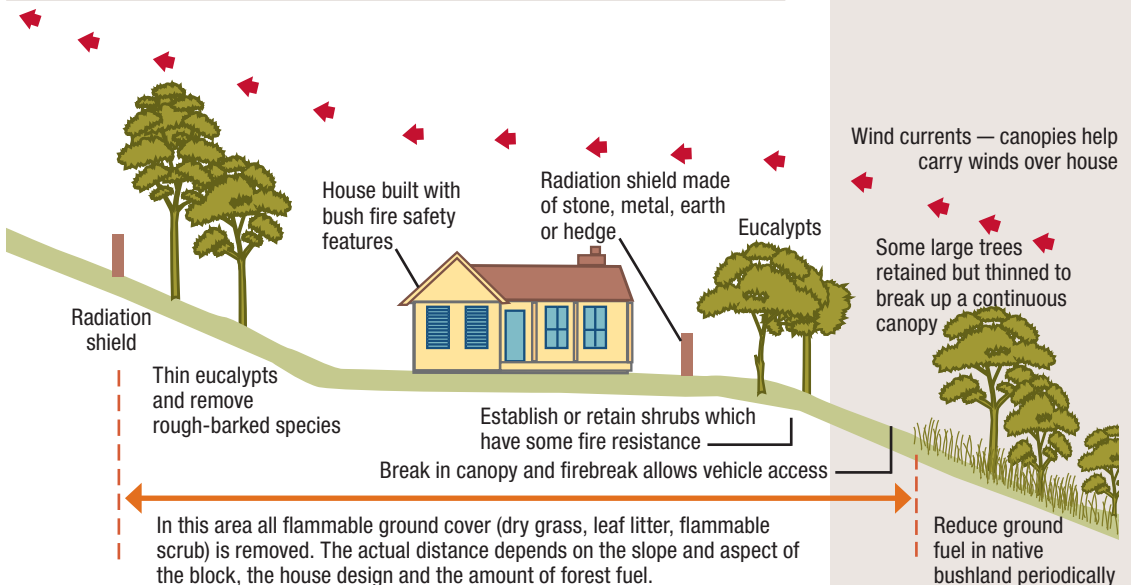 Wind currents — canopies help
carry winds over house
House built with
bush fire safety
features
Radiation shield made
of stone, metal, earth
or hedge
Eucalypts
Some large trees
retained but thinned to
break up a continuous
canopy
Radiation
shield
Thin eucalypts
and remove
rough-barked species
Establish or retain shrubs which
have some fire resistance
Break in canopy and firebreak allows vehicle access
In this area all flammable ground cover (dry grass, leaf litter, flammable
scrub) is removed. The actual distance depends on the slope and aspect of
the block, the house design and the amount of forest fuel.
Reduce ground
fuel in native
bushland periodically